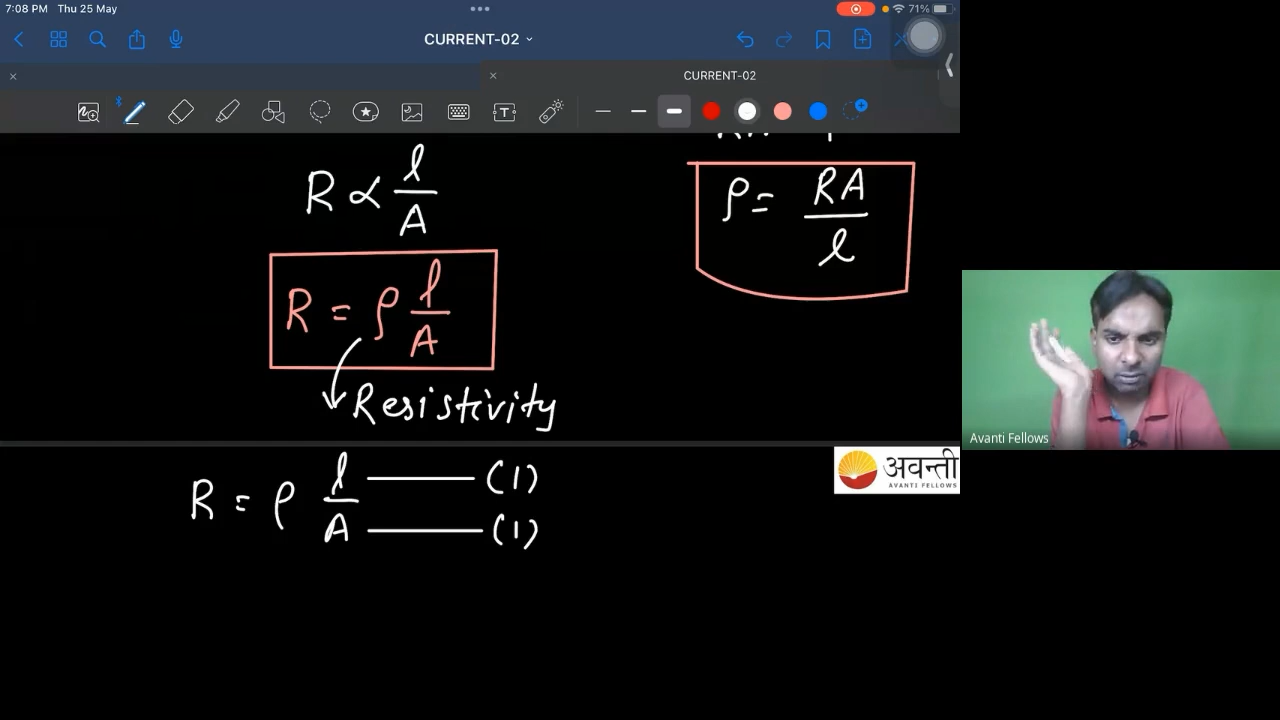 7:08 PM Thu 25 May
71%
CURRENT-02
CURRENT-02
R ∝ l/A
ρ = RA/l
R = ρ l/A
Resistivity
Avanti Fellows
अवन्ती
AVANTI FELLOWS
R = ρ l/A (1)
(1)